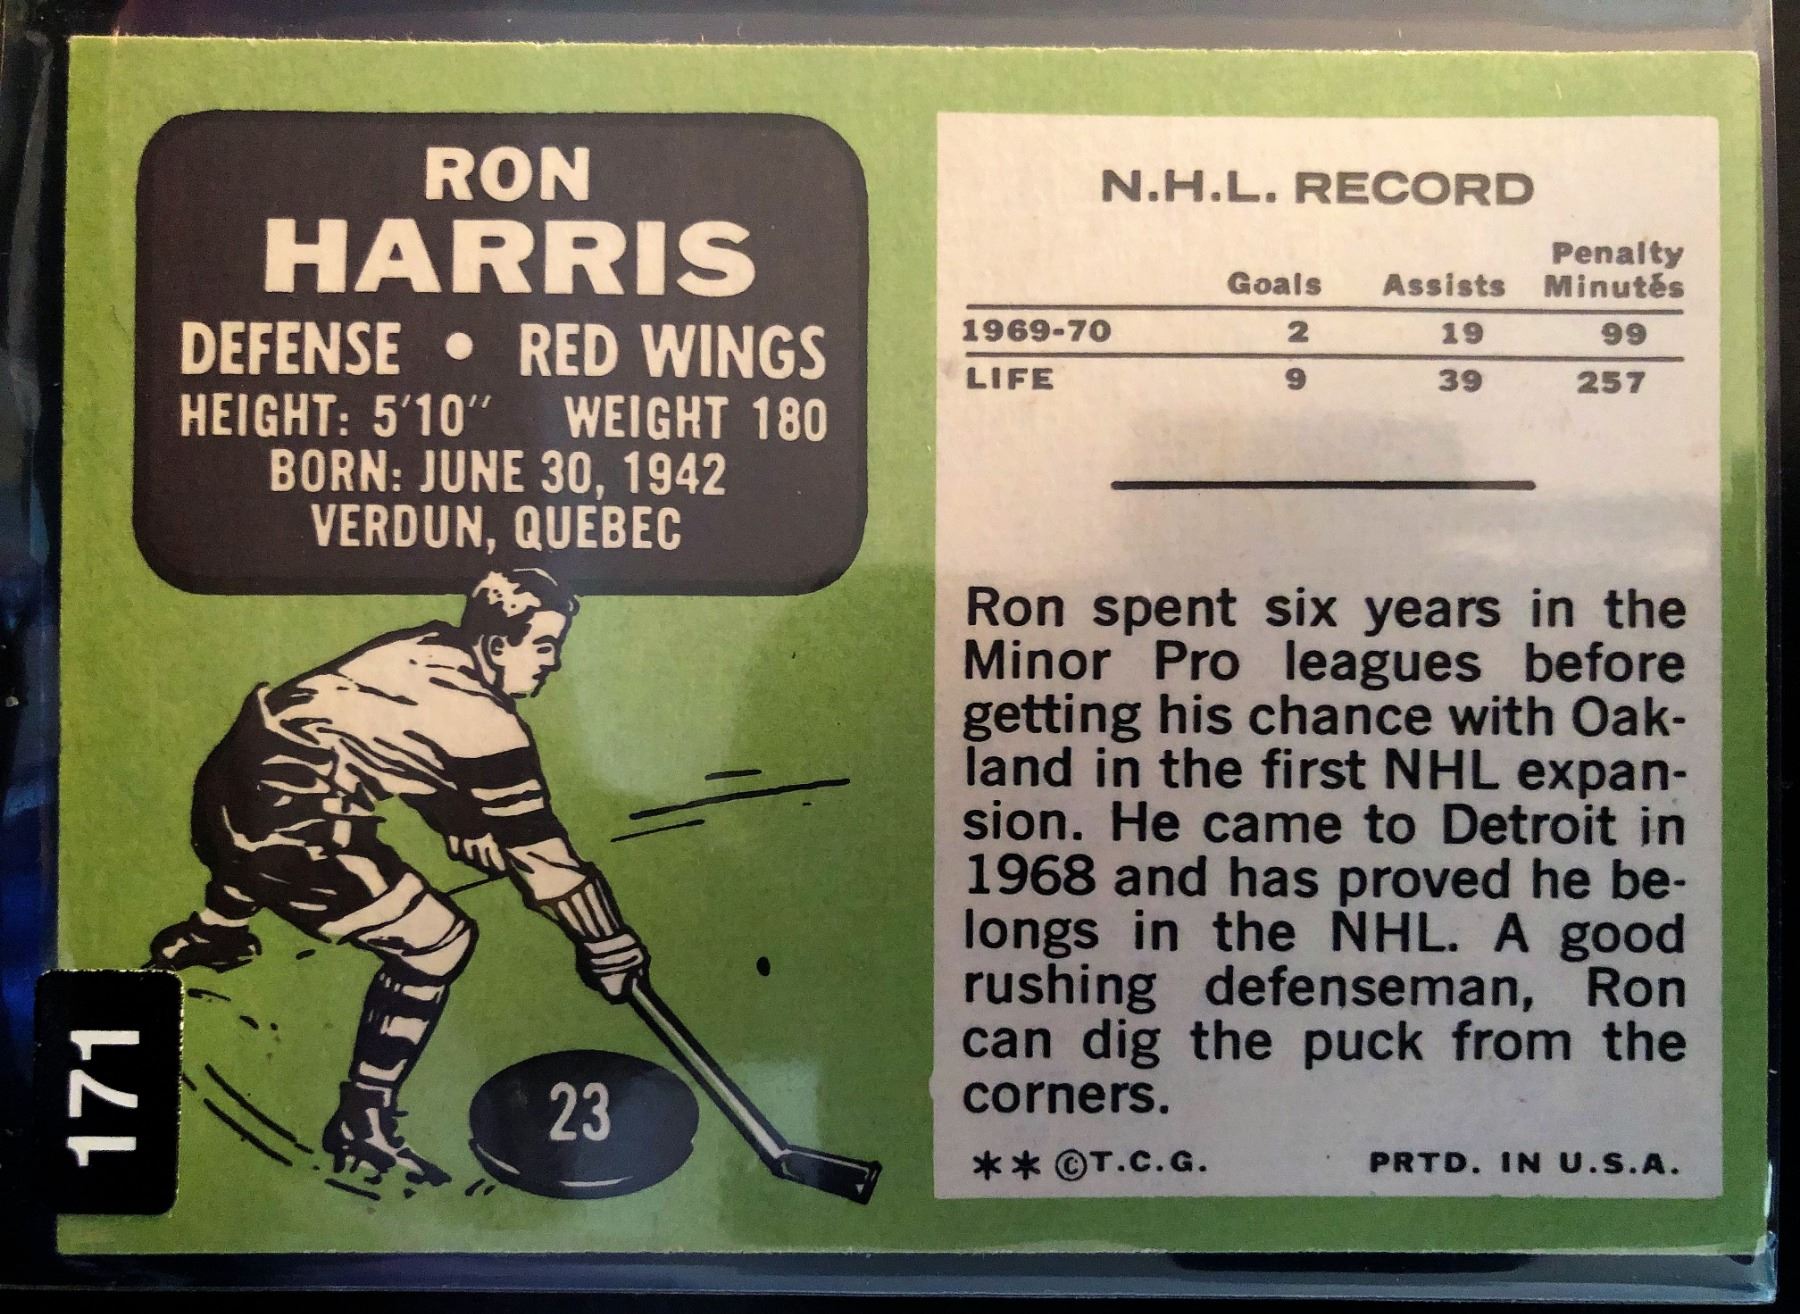 RON
HARRIS
DEFENSE • RED WINGS
HEIGHT: 5'10" WEIGHT 180
BORN: JUNE 30, 1942
VERDUN, QUEBEC
171
23
N.H.L. RECORD
Penalty
Goals Assists Minutes
1969-70 2 19 99
LIFE 9 39 257
Ron spent six years in the
Minor Pro leagues before
getting his chance with Oak-
land in the first NHL expan-
sion. He came to Detroit in
1968 and has proved he be-
longs in the NHL. A good
rushing defenseman, Ron
can dig the puck from the
corners.
** ©T.C.G. PRTD. IN U.S.A.